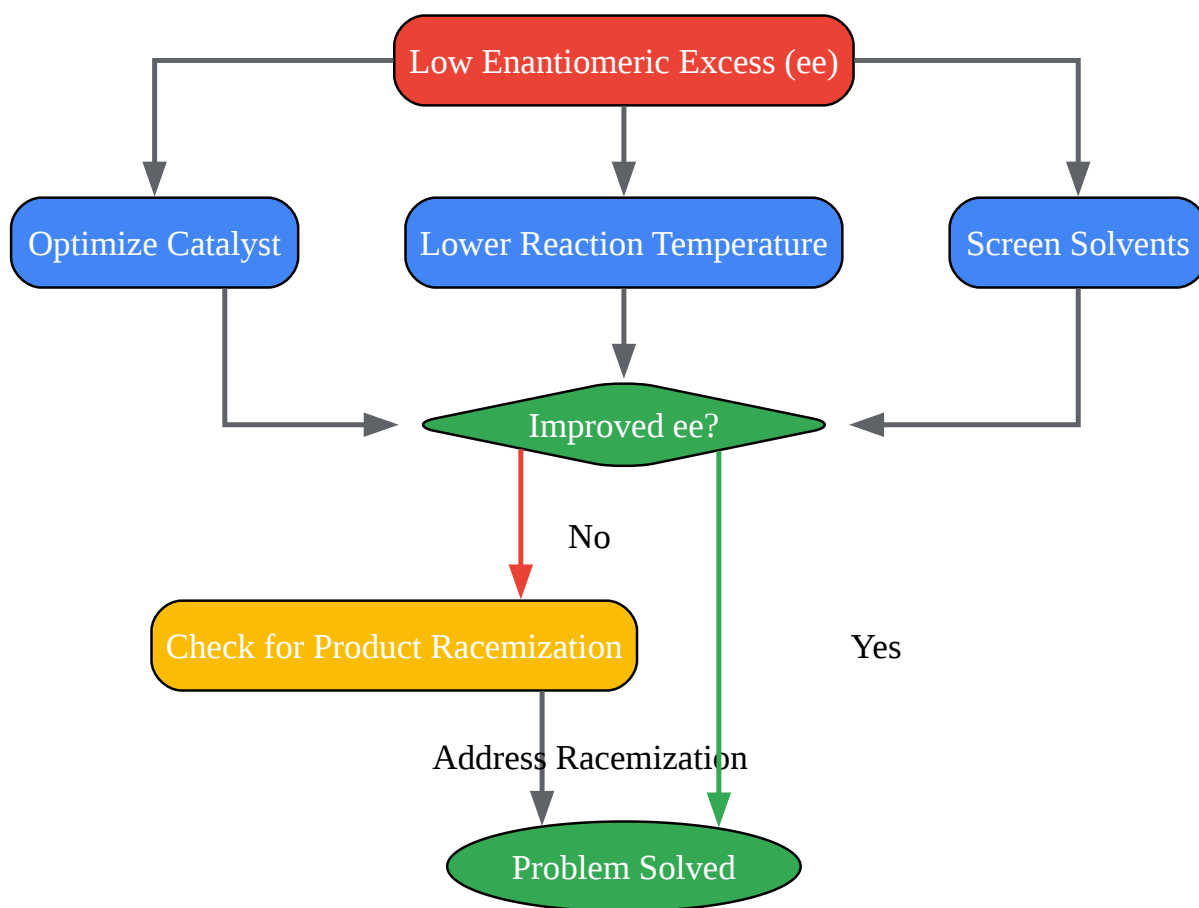 Low Enantiomeric Excess (ee)
Optimize Catalyst
Lower Reaction Temperature
Screen Solvents
Improved ee?
No
Check for Product Racemization
Yes
Address Racemization
Problem Solved